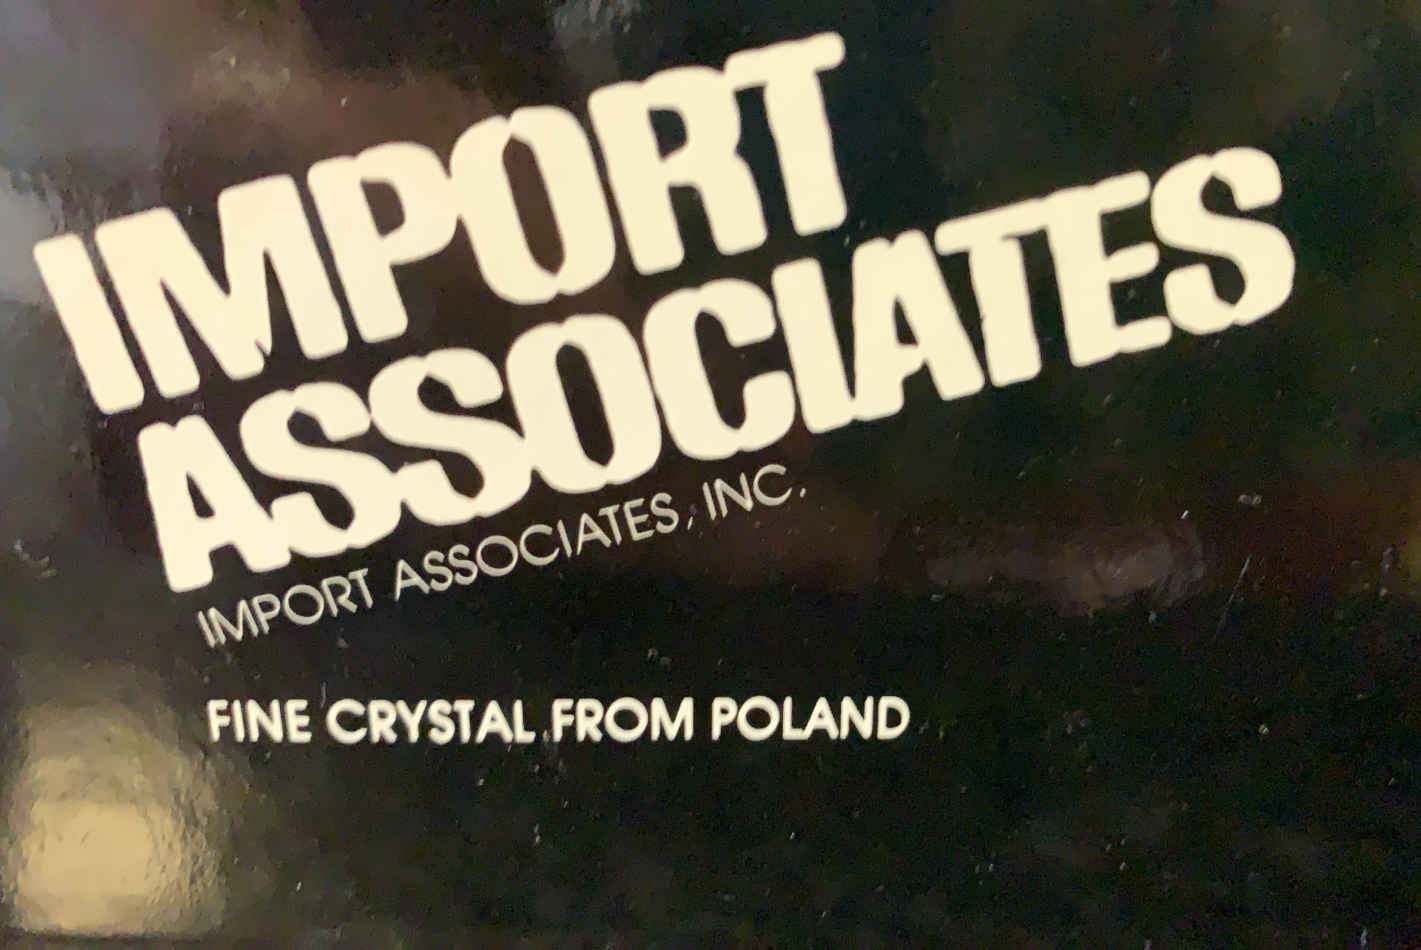 IMPORT
ASSOCIATES
IMPORT ASSOCIATES, INC.
FINE CRYSTAL FROM POLAND